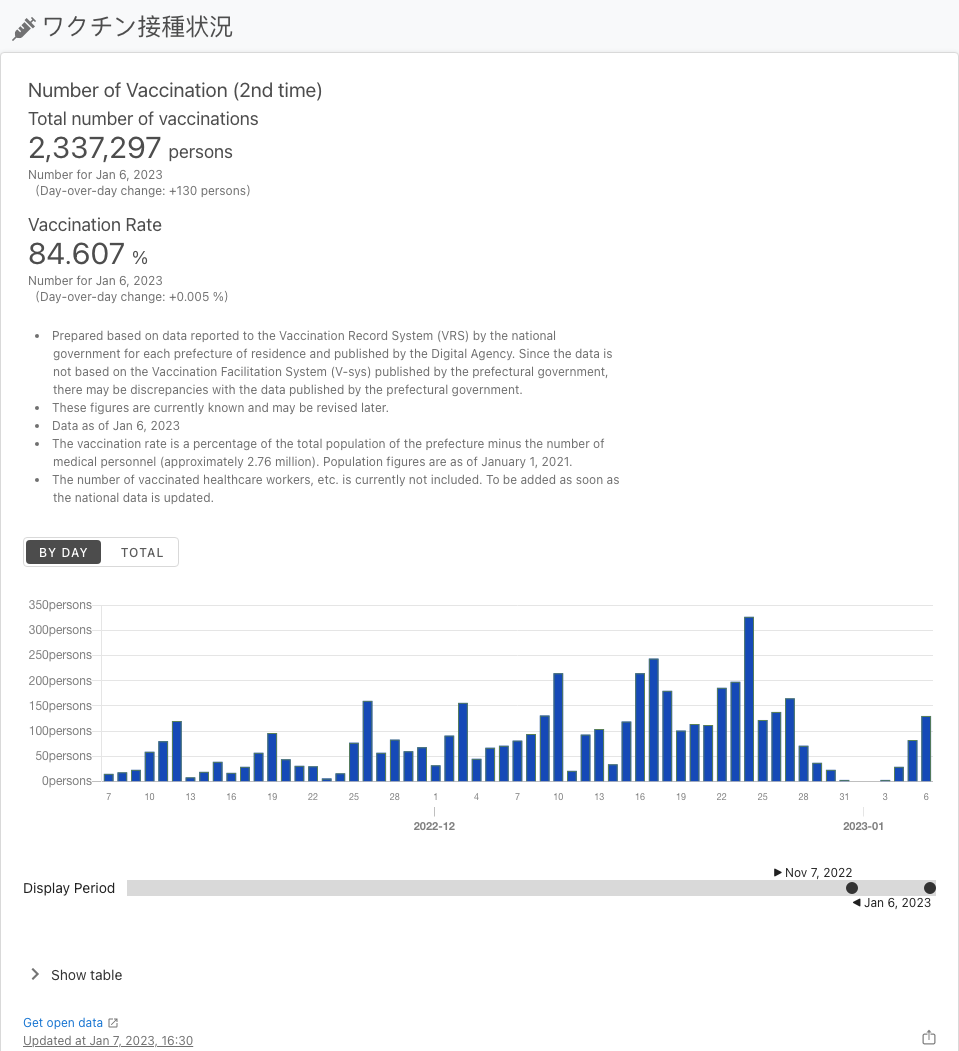 ワクチン接種状況
Number of Vaccination (2nd time)
Total number of vaccinations
2,337,297 persons
Number for Jan 6, 2023
(Day-over-day change: +130 persons)
Vaccination Rate
84.607 %
Number for Jan 6, 2023
(Day-over-day change: +0.005 %)
• Prepared based on data reported to the Vaccination Record System (VRS) by the national
government for each prefecture of residence and published by the Digital Agency. Since the data is
not based on the Vaccination Facilitation System (V-sys) published by the prefectural government,
there may be discrepancies with the data published by the prefectural government.
• These figures are currently known and may be revised later.
• Data as of Jan 6, 2023
• The vaccination rate is a percentage of the total population of the prefecture minus the number of
medical personnel (approximately 2.76 million). Population figures are as of January 1, 2021.
• The number of vaccinated healthcare workers, etc. is currently not included. To be added as soon as
the national data is updated.
BY DAY TOTAL
350persons
300persons
250persons
200persons
150persons
100persons
50persons
0persons
7 10 13 16 19 22 25 28 1 4 7 10 13 16 19 22 25 28 31 3 6
2022-12 2023-01
Nov 7, 2022
Display Period
Jan 6, 2023
Show table
Get open data
Updated at Jan 7, 2023, 16:30